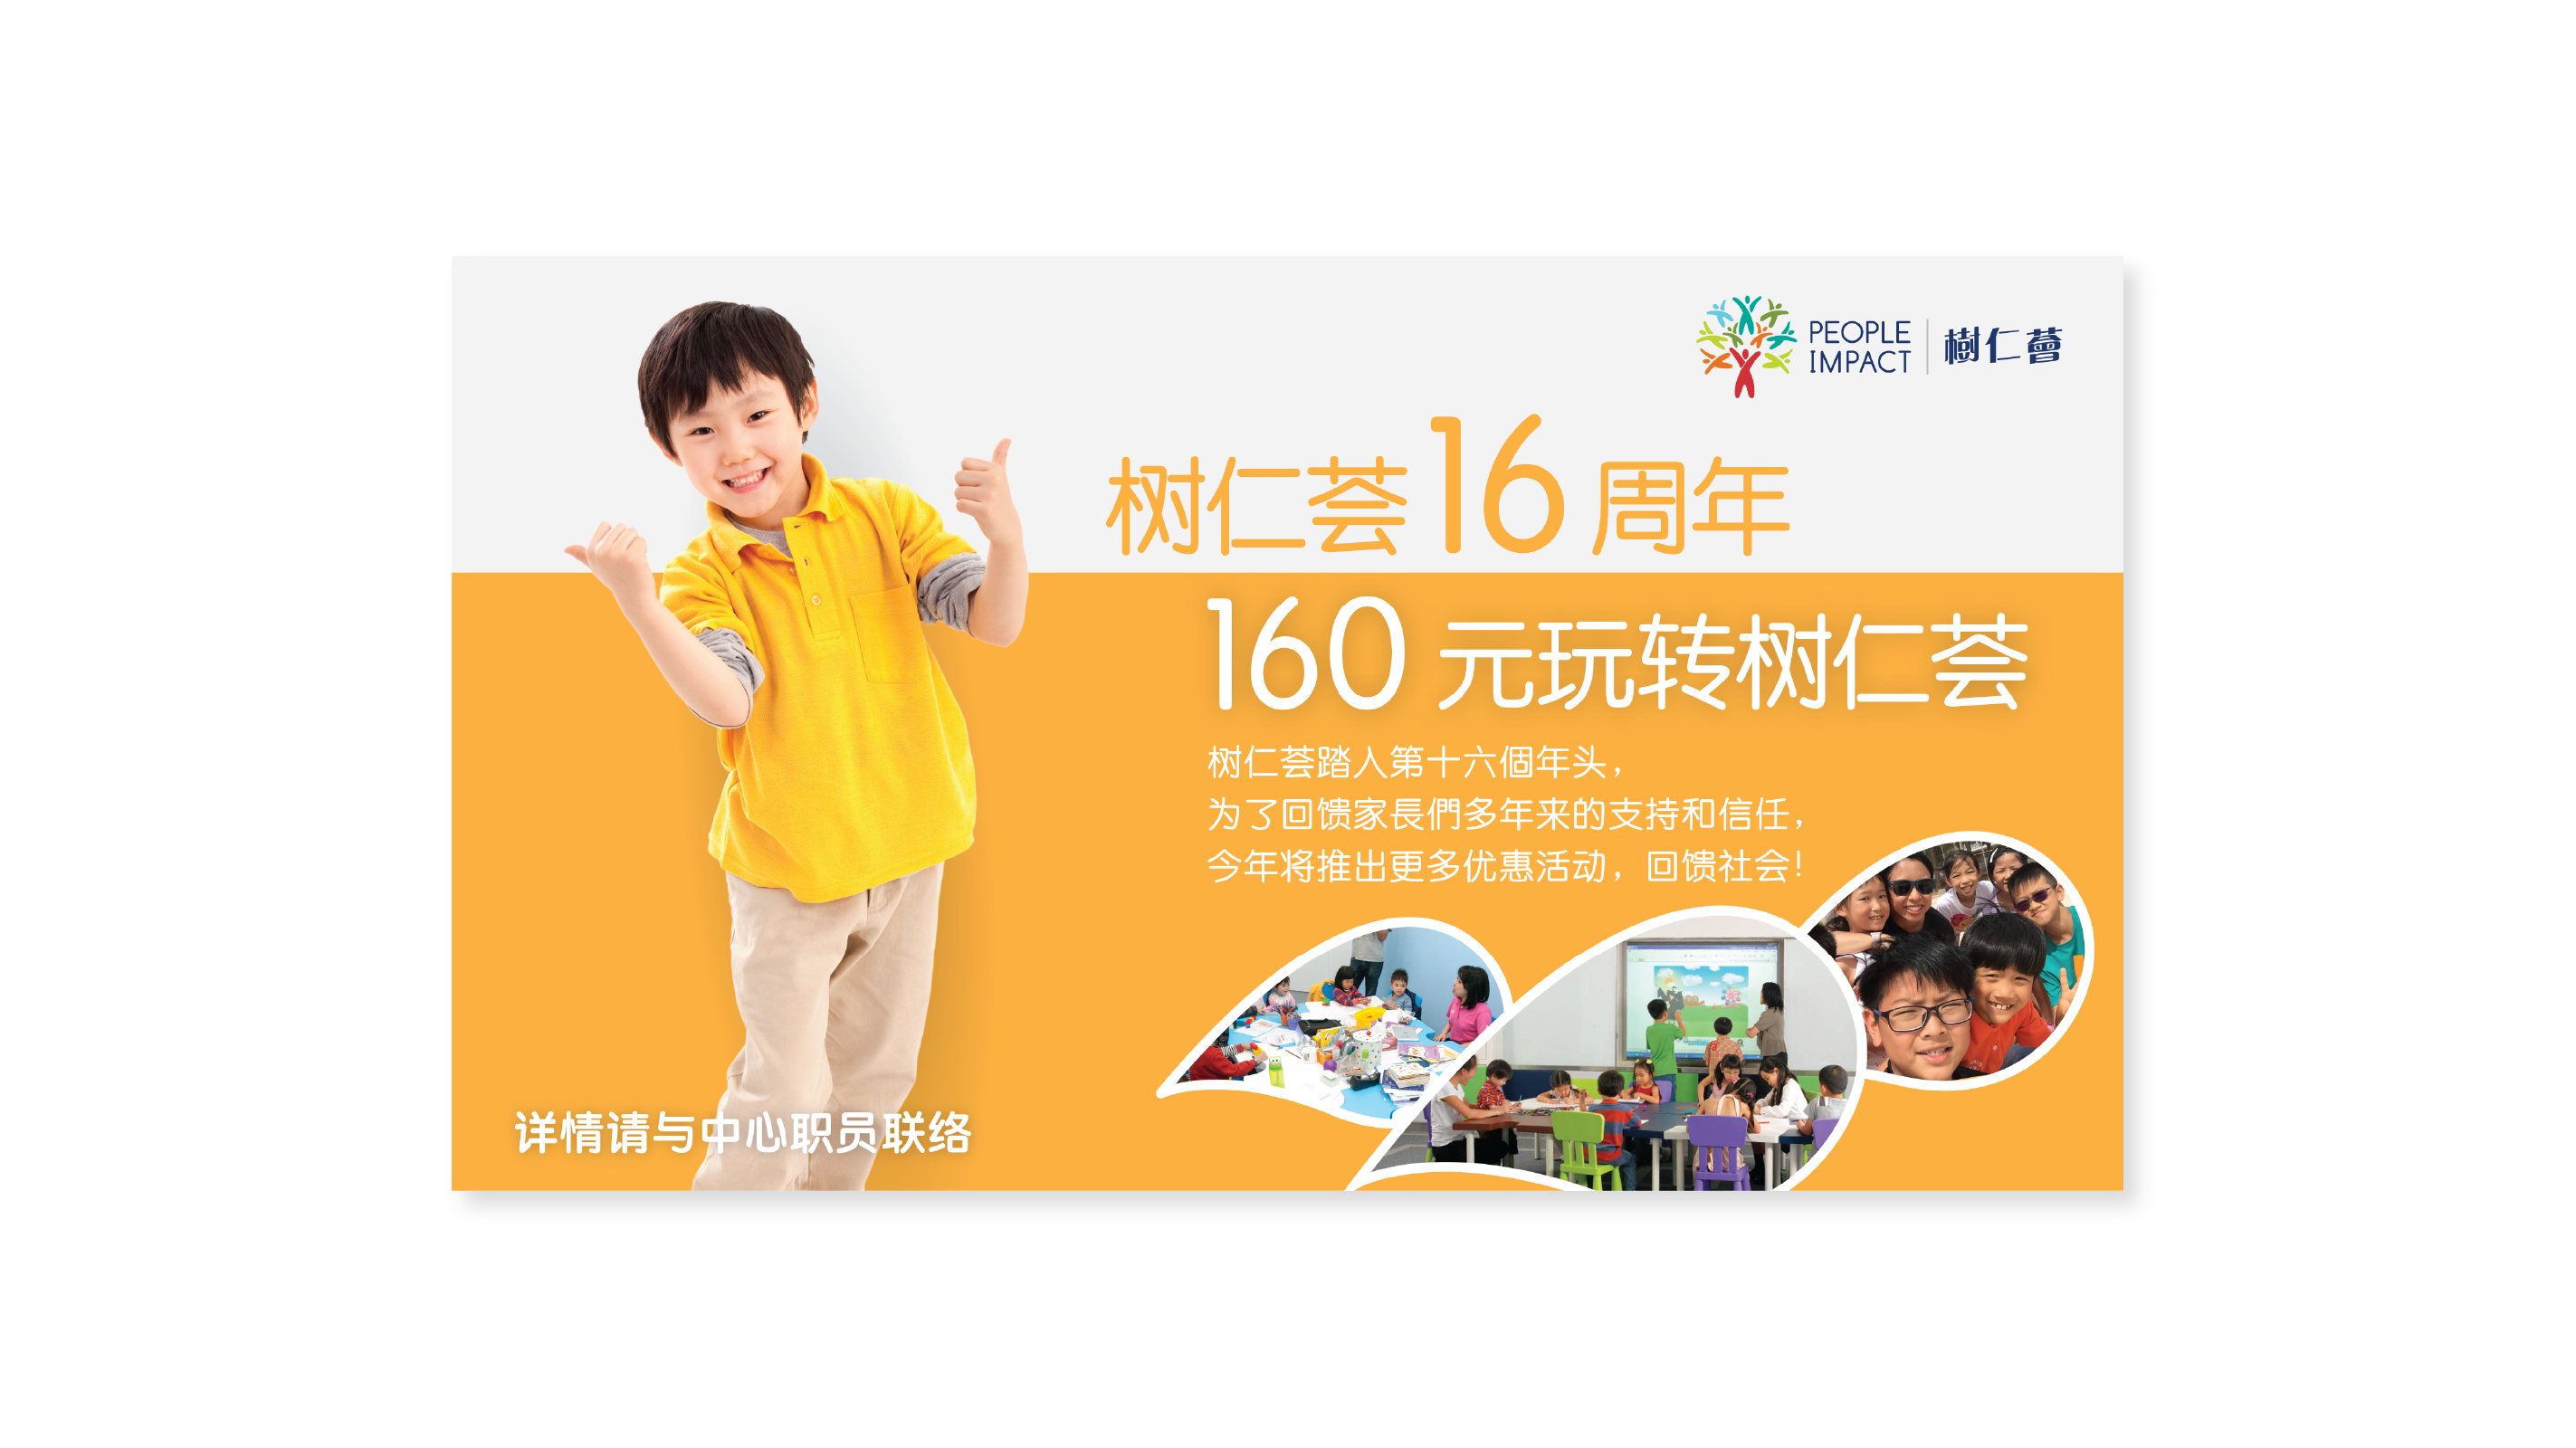 PEOPLE
IMPACT
樹仁薈
树仁荟16周年
160元玩转树仁荟
树仁荟踏入第十六個年头，
为了回馈家長們多年来的支持和信任，
今年将推出更多优惠活动，回馈社会！
详情请与中心职员联络